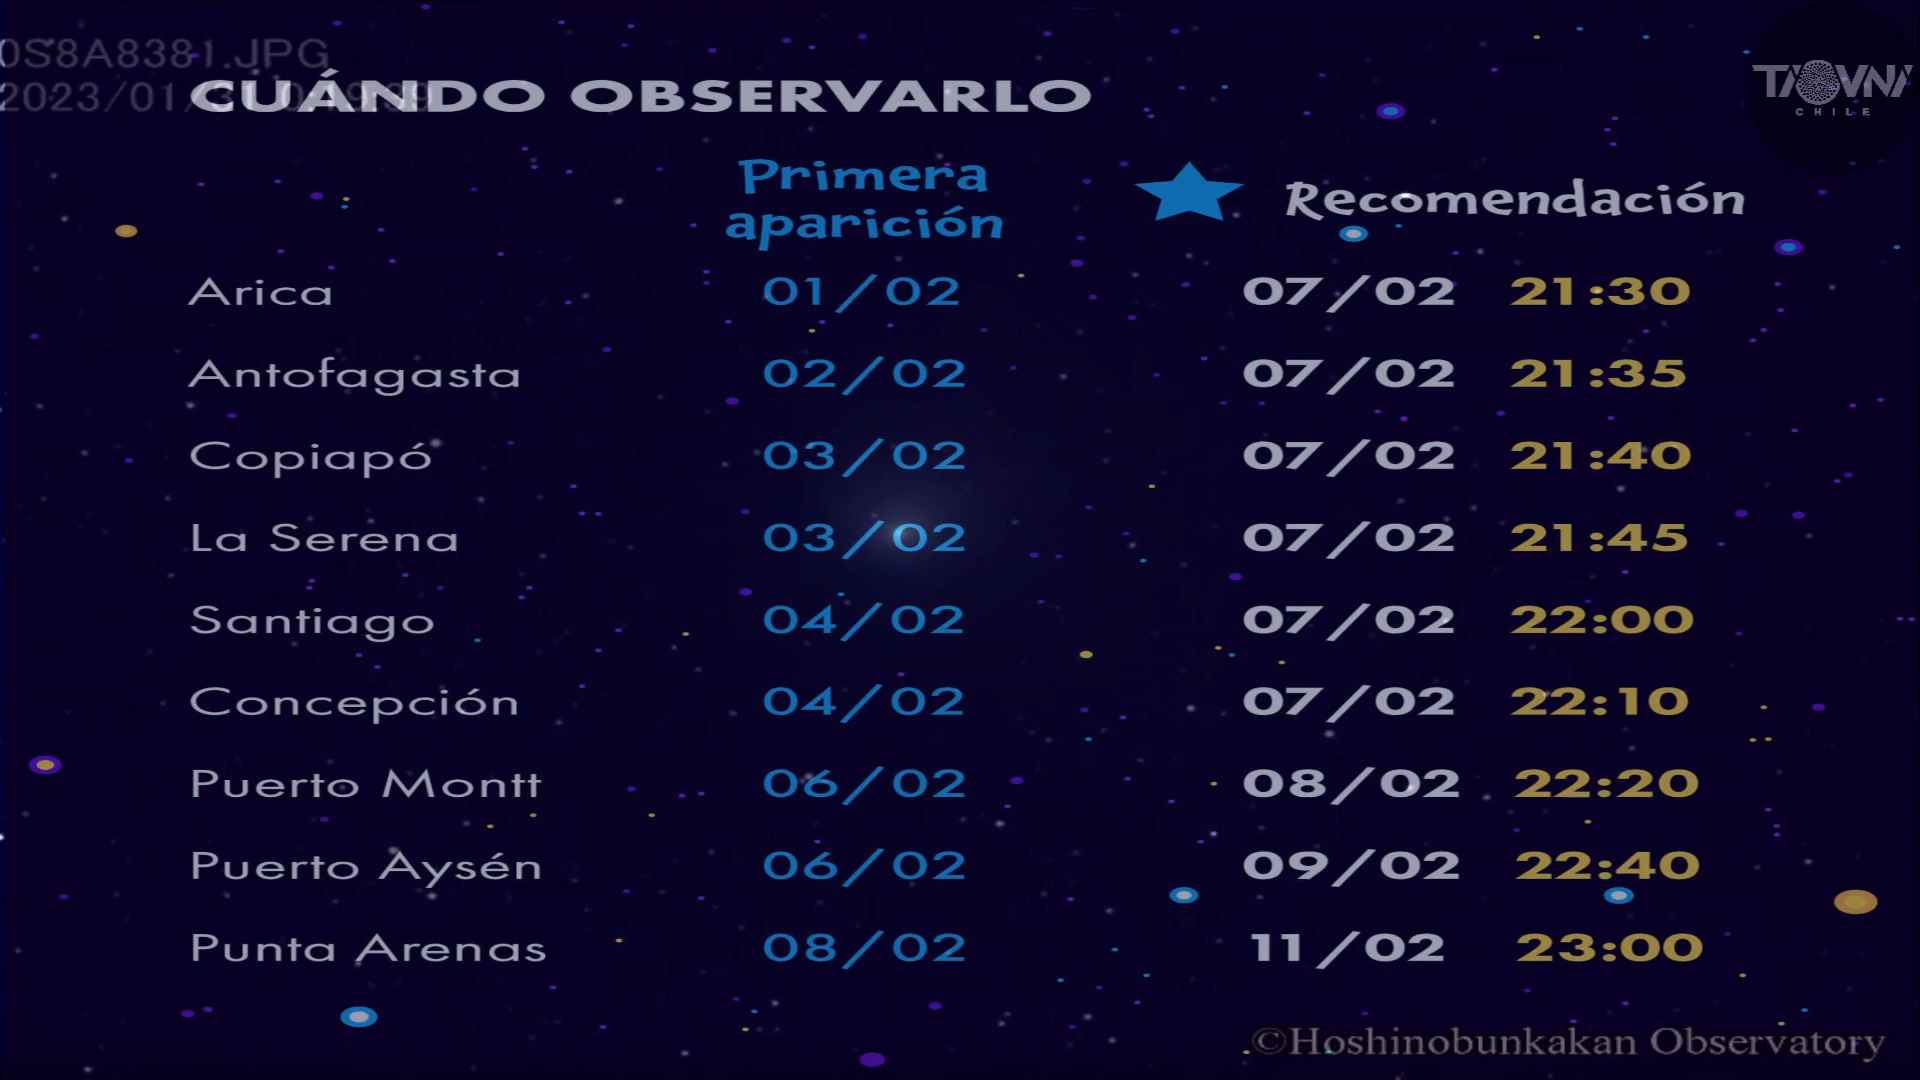 0S8A8381.JPG
2023/01/
CUÁNDO OBSERVARLO
TAOVNI
CHILE
Primera
aparición
Recomendación
Arica 01/02 07/02 21:30
Antofagasta 02/02 07/02 21:35
Copiapó 03/02 07/02 21:40
La Serena 03/02 07/02 21:45
Santiago 04/02 07/02 22:00
Concepción 04/02 07/02 22:10
Puerto Montt 06/02 08/02 22:20
Puerto Aysén 06/02 09/02 22:40
Punta Arenas 08/02 11/02 23:00
©Hoshinobunkakan Observatory